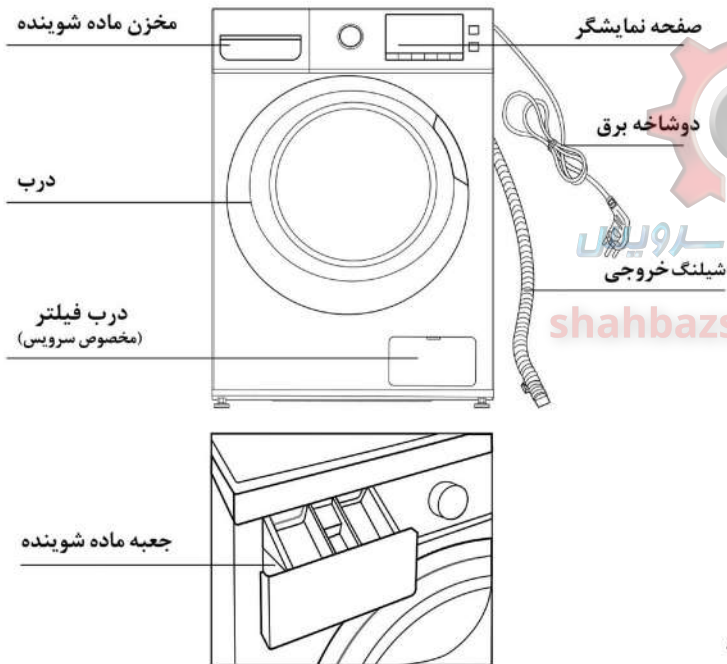 صفحه نمایشگر
مخزن ماده شوینده
دوشاخه برق
درب
سرویس
شیلنگ خروجی
درب فیلتر
(مخصوص سرویس)
shahbazs
جعبه ماده شوینده